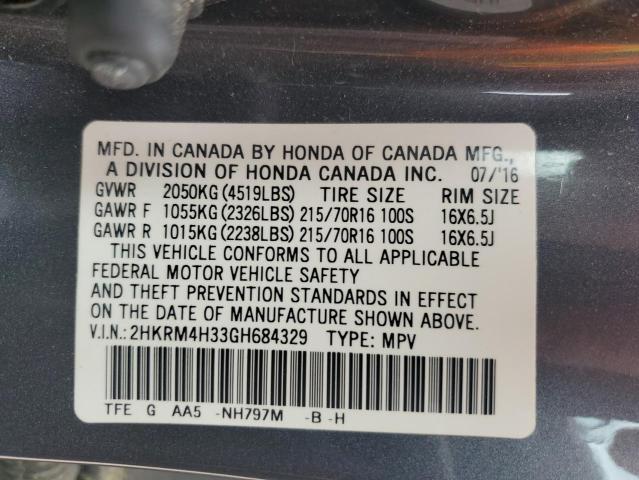 MFD. IN CANADA BY HONDA OF CANADA MFG.,
A DIVISION OF HONDA CANADA INC. 07/'16
GVWR 2050KG (4519LBS) TIRE SIZE RIM SIZE
GAWR F 1055KG (2326LBS) 215/70R16 100S 16X6.5J
GAWR R 1015KG (2238LBS) 215/70R16 100S 16X6.5J
THIS VEHICLE CONFORMS TO ALL APPLICABLE
FEDERAL MOTOR VEHICLE SAFETY
AND THEFT PREVENTION STANDARDS IN EFFECT
ON THE DATE OF MANUFACTURE SHOWN ABOVE.
V.I.N.: 2HKRM4H33GH684329 TYPE: MPV
TFE G AA5 -NH797M -B -H